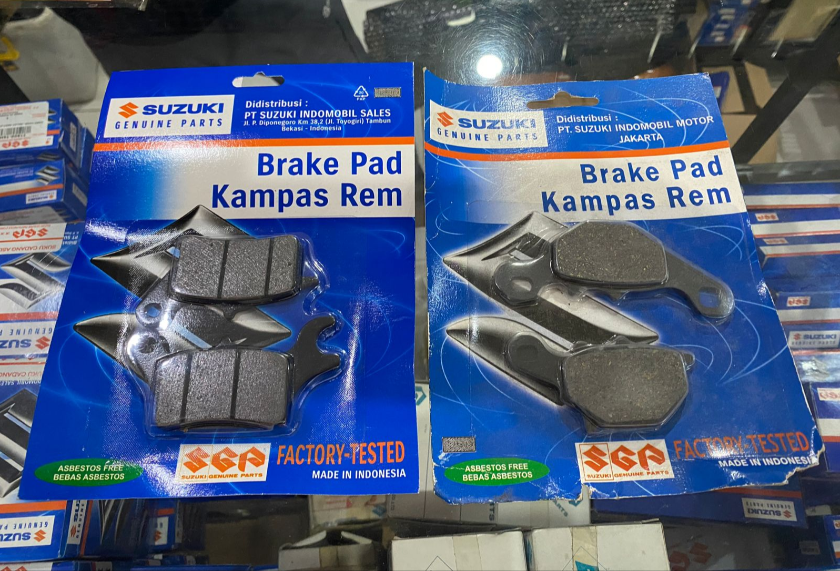 SUZUKI
GENUINE PARTS
Didistribusi :
PT SUZUKI INDOMOBIL SALES
Jl. P. Diponegoro Km 38,2 (Jl. Toyogiri) Tambun
Bekasi - Indonesia
Brake Pad
Kampas Rem
ASBESTOS FREE
BEBAS ASBESTOS
SGP
SUZUKI GENUINE PARTS
FACTORY-TESTED
MADE IN INDONESIA
SUZUKI
GENUINE PARTS
Didistribusi :
PT. SUZUKI INDOMOBIL MOTOR
JAKARTA
Brake Pad
Kampas Rem
ASBESTOS FREE
BEBAS ASBESTOS
SGP
SUZUKI GENUINE PARTS
FACTORY-TESTED
MADE IN INDONESIA